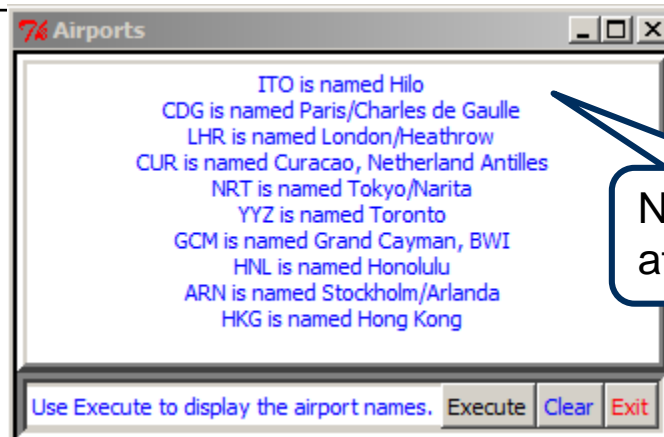 Airports
ITO is named Hilo
CDG is named Paris/Charles de Gaulle
LHR is named London/Heathrow
CUR is named Curacao, Netherland Antilles
NRT is named Tokyo/Narita
YYZ is named Toronto
GCM is named Grand Cayman, BWI
HNL is named Honolulu
ARN is named Stockholm/Arlanda
HKG is named Hong Kong
Use Execute to display the airport names. Execute Clear Exit